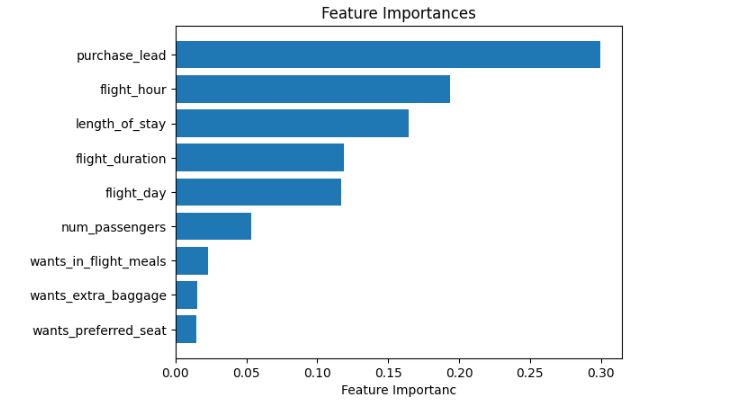 Feature Importances
purchase_lead
flight_hour
length_of_stay
flight_duration
flight_day
num_passengers
wants_in_flight_meals
wants_extra_baggage
wants_preferred_seat
0.00 0.05 0.10 0.15 0.20 0.25 0.30
Feature Importanc